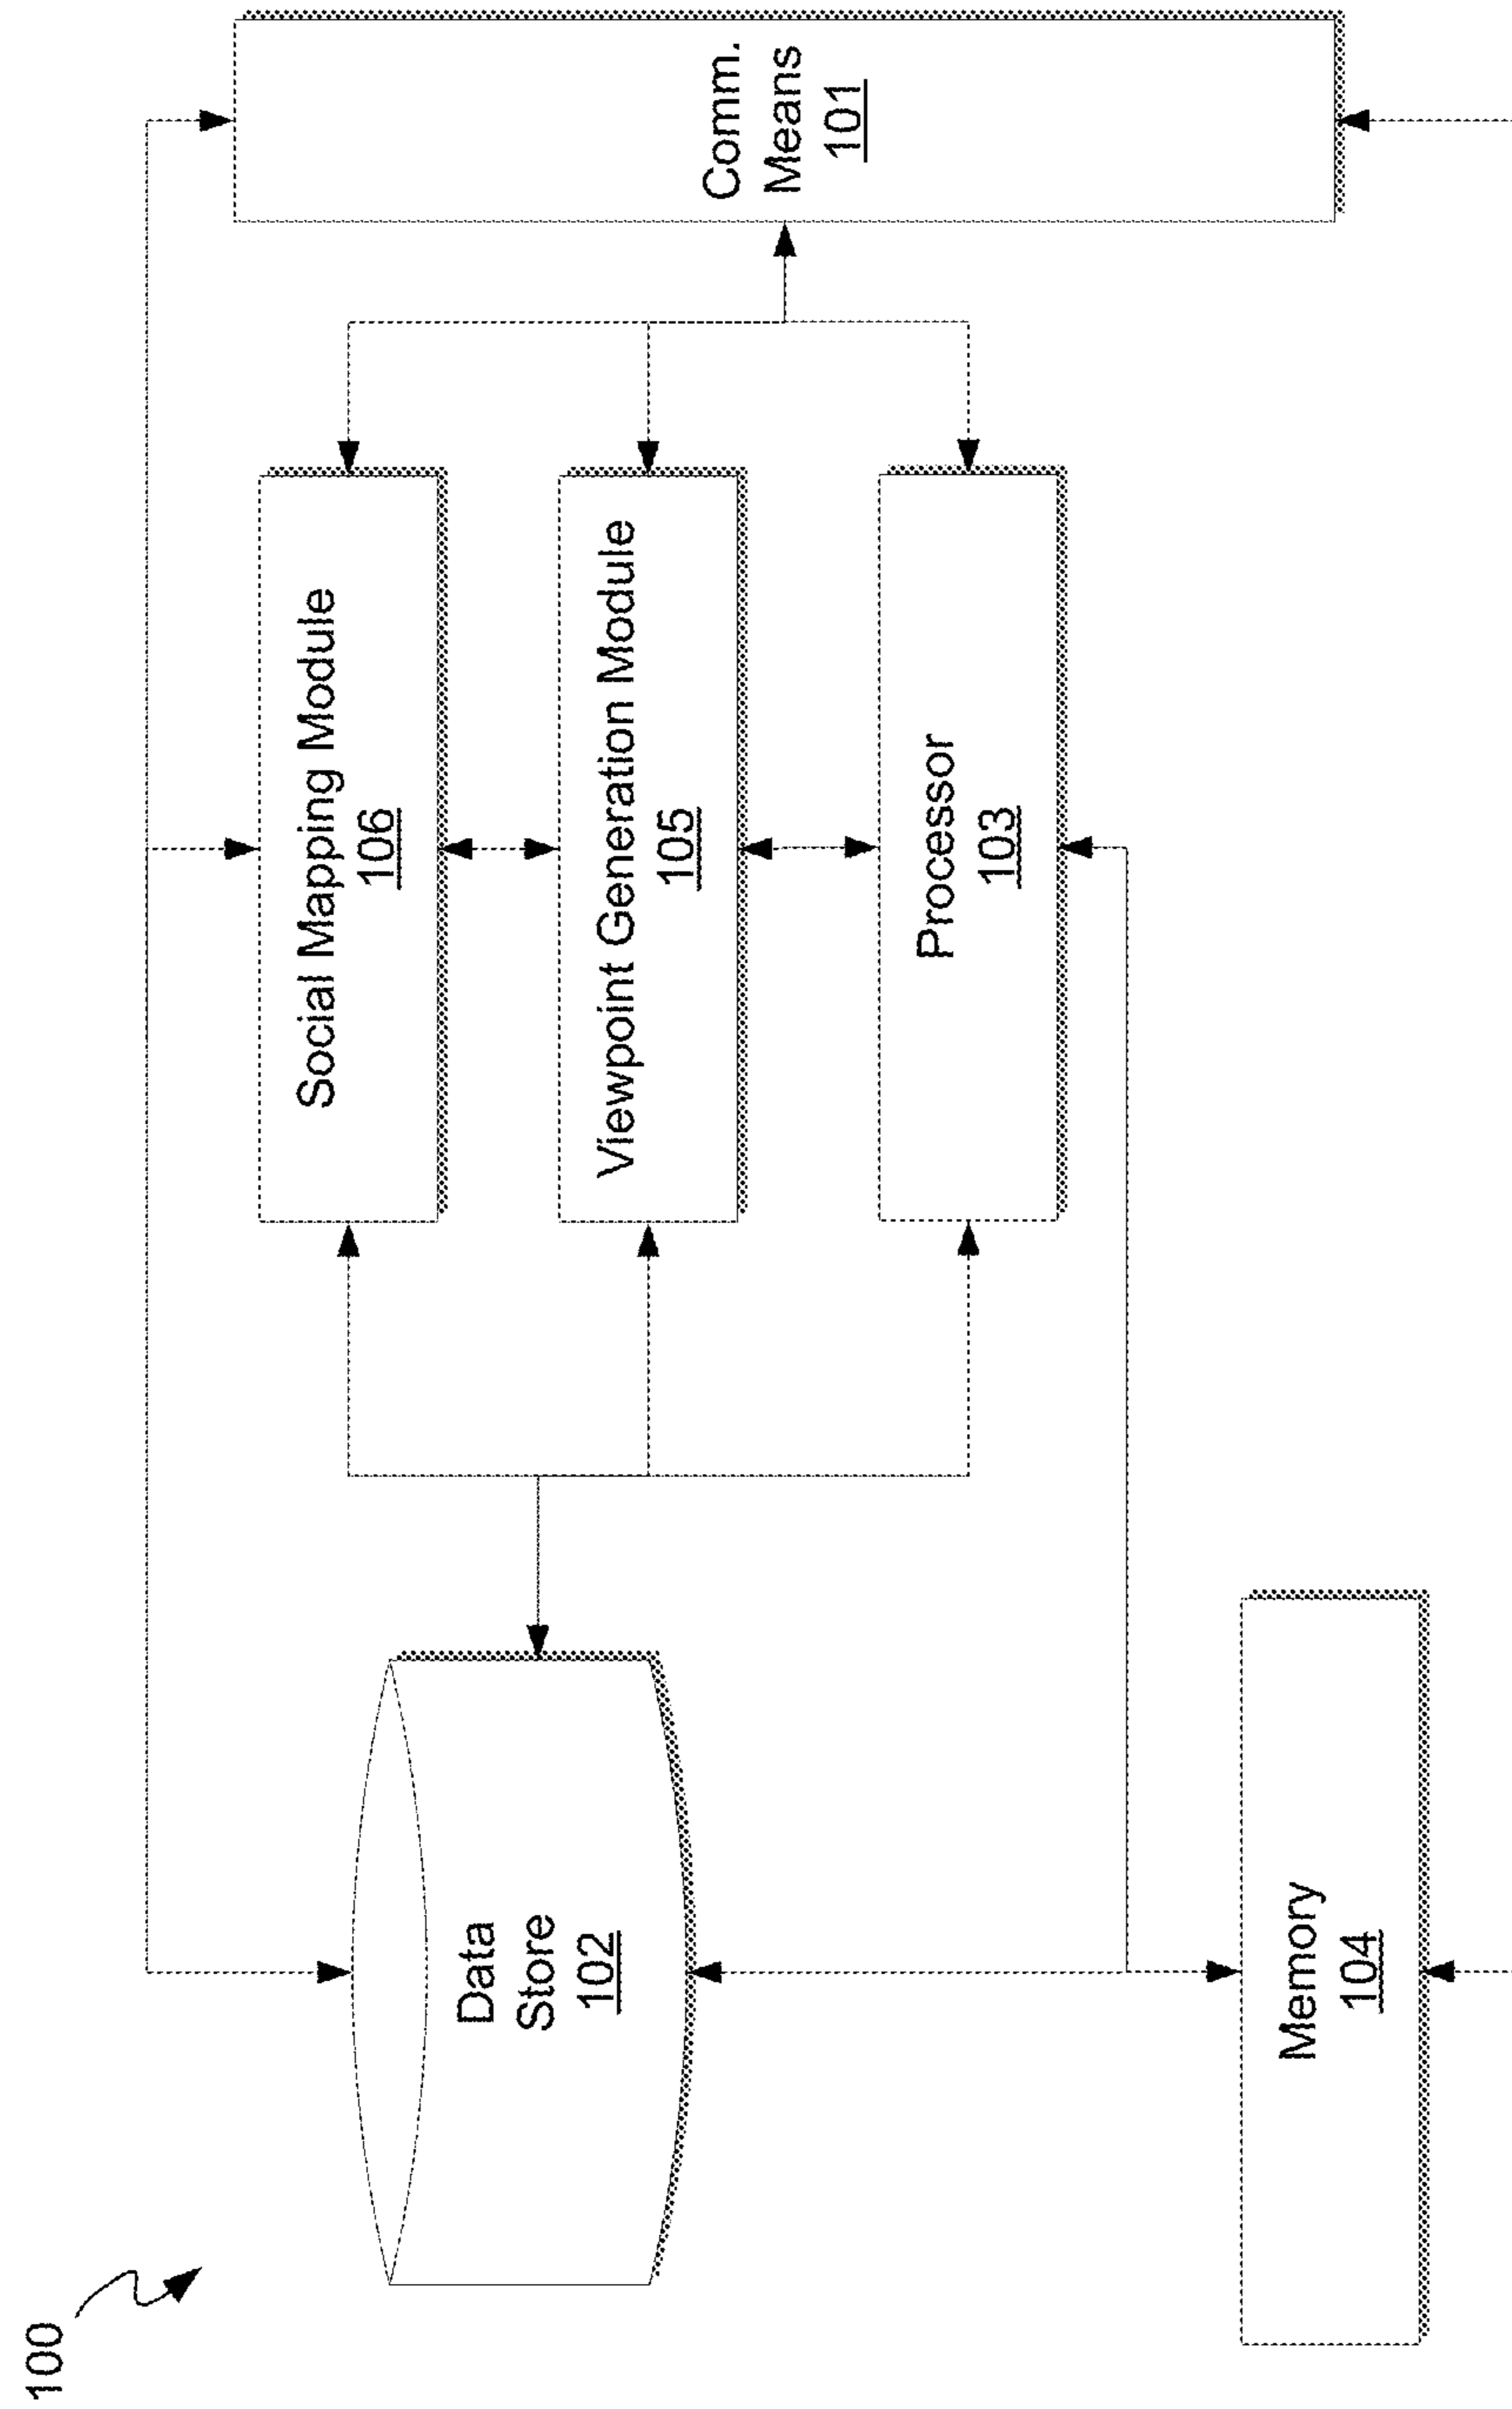 100
Data
Store
102
Memory
104
Social Mapping Module
106
Viewpoint Generation Module
105
Processor
103
Comm.
Means
101